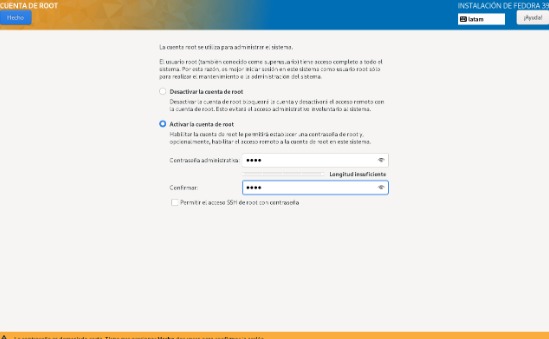 CUENTA DE ROOT
INSTALACIÓN DE FEDORA 39
Hecho
latam
¡Ayuda!
La cuenta root se utiliza para administrar el sistema.
El usuario root (también conocido como superusuario) tiene acceso completo a todo el
sistema. Por esta razón, es mejor iniciar sesión en este sistema como usuario root sólo
para realizar el mantenimiento o la administración del sistema.
Desactivar la cuenta de root
Desactivar la cuenta de root bloqueará la cuenta y desactivará el acceso remoto con
la cuenta de root. Esto evitará el acceso administrativo involuntario al sistema.
Activar la cuenta de root
Habilitar la cuenta de root le permitirá establecer una contraseña de root y,
opcionalmente, habilitar el acceso remoto a la cuenta de root en este sistema.
Contraseña administrativa:
Longitud insuficiente
Confirmar:
Permitir el acceso SSH de root con contraseña